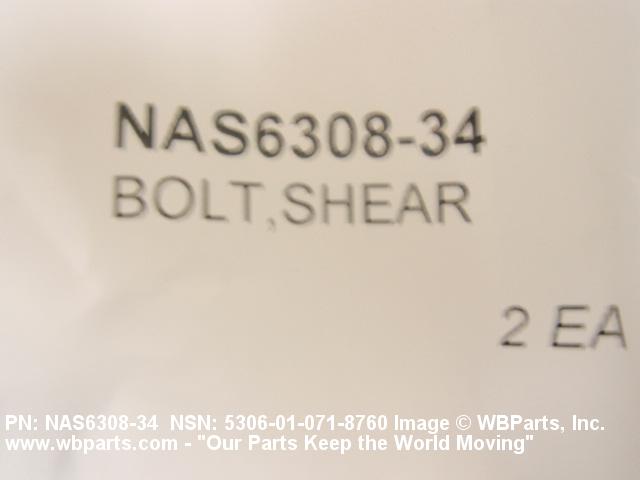 NAS6308-34
BOLT,SHEAR
2 EA
PN: NAS6308-34 NSN: 5306-01-071-8760 Image © WBParts, Inc.
www.wbparts.com - "Our Parts Keep the World Moving"